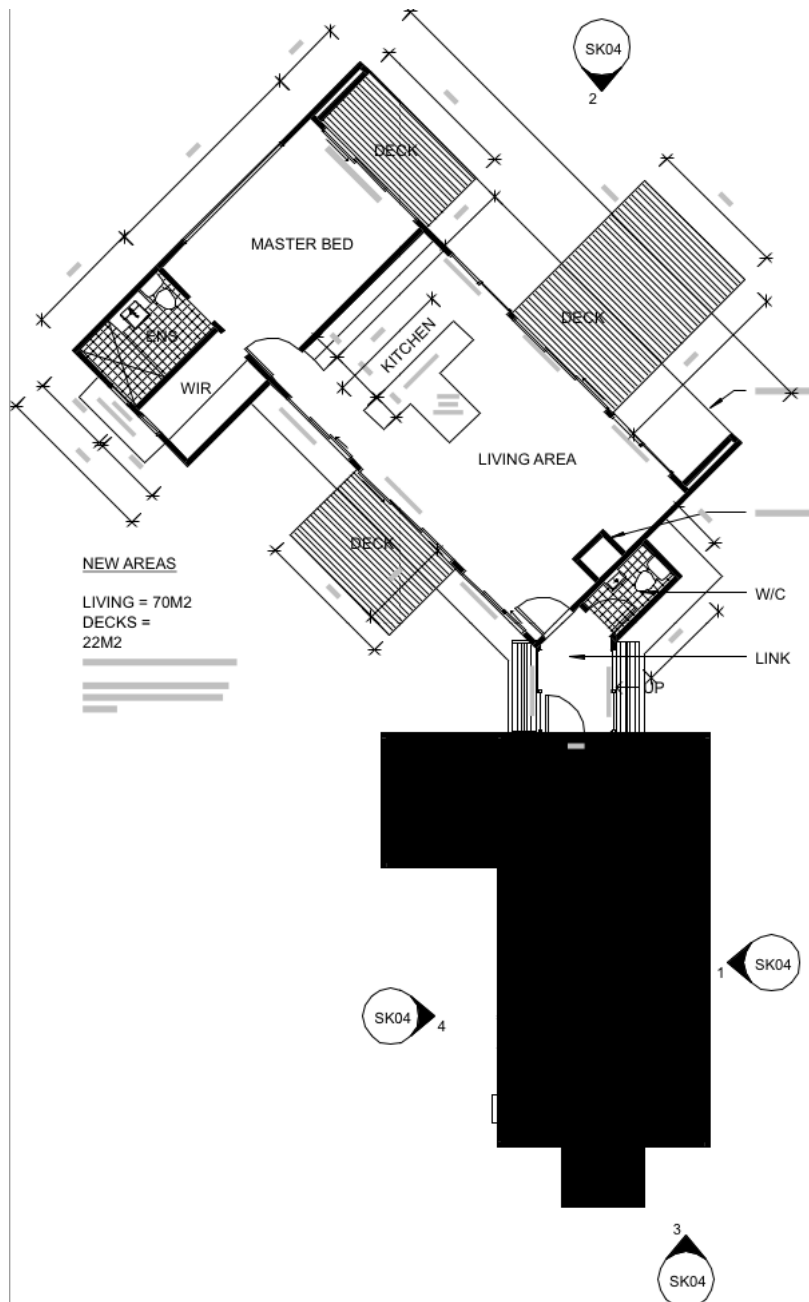 SK04
2
DECK
MASTER BED
DECK
ENS
KITCHEN
WIR
LIVING AREA
DECK
NEW AREAS
LIVING = 70M2
DECKS =
22M2
W/C
LINK
UP
1
SK04
SK04
4
3
SK04